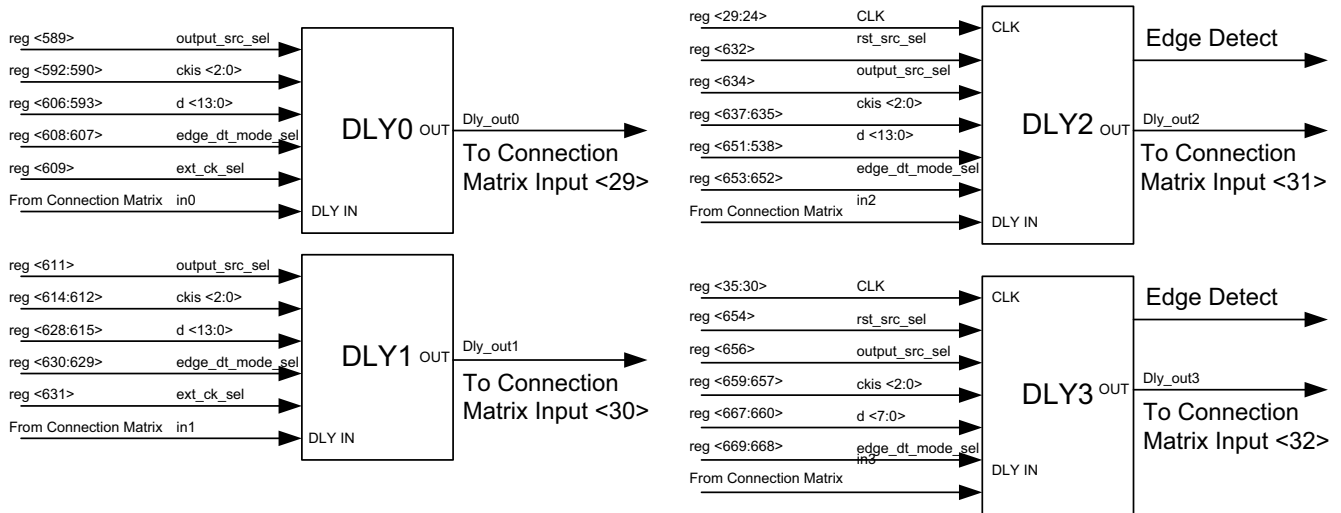 reg <589> output_src_sel
reg <592:590> ckis <2:0>
reg <606:593> d <13:0>
reg <608:607> edge_dt_mode_sel
reg <609> ext_ck_sel
From Connection Matrix in0
DLY IN
DLY0 OUT
Dly_out0
To Connection
Matrix Input <29>
reg <611> output_src_sel
reg <614:612> ckis <2:0>
reg <628:615> d <13:0>
reg <630:629> edge_dt_mode_sel
reg <631> ext_ck_sel
From Connection Matrix in1
DLY IN
DLY1 OUT
Dly_out1
To Connection
Matrix Input <30>
reg <29:24> CLK
CLK
reg <632> rst_src_sel
reg <634> output_src_sel
reg <637:635> ckis <2:0>
reg <651:538> d <13:0>
reg <653:652> edge_dt_mode_sel
From Connection Matrix in2
DLY IN
DLY2 OUT
Edge Detect
Dly_out2
To Connection
Matrix Input <31>
reg <35:30> CLK
CLK
reg <654> rst_src_sel
reg <656> output_src_sel
reg <659:657> ckis <2:0>
reg <667:660> d <7:0>
reg <669:668> edge_dt_mode_sel
From Connection Matrix in3
DLY IN
DLY3 OUT
Edge Detect
Dly_out3
To Connection
Matrix Input <32>